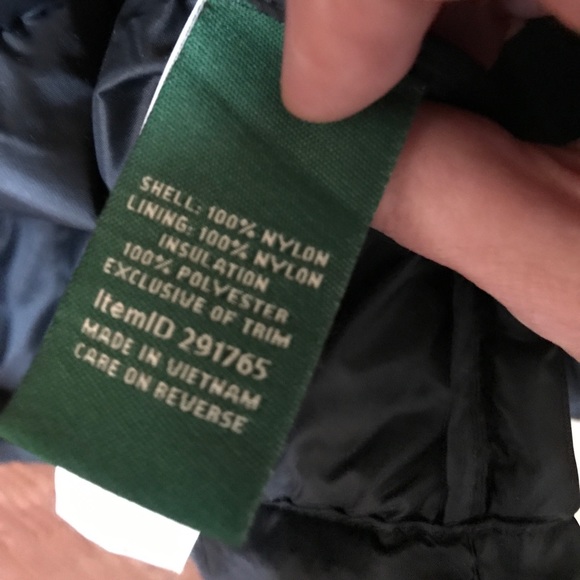 SHELL: 100% NYLON
LINING: 100% NYLON
INSULATION
100% POLYESTER
EXCLUSIVE OF TRIM
ItemID 291765
MADE IN VIETNAM
CARE ON REVERSE